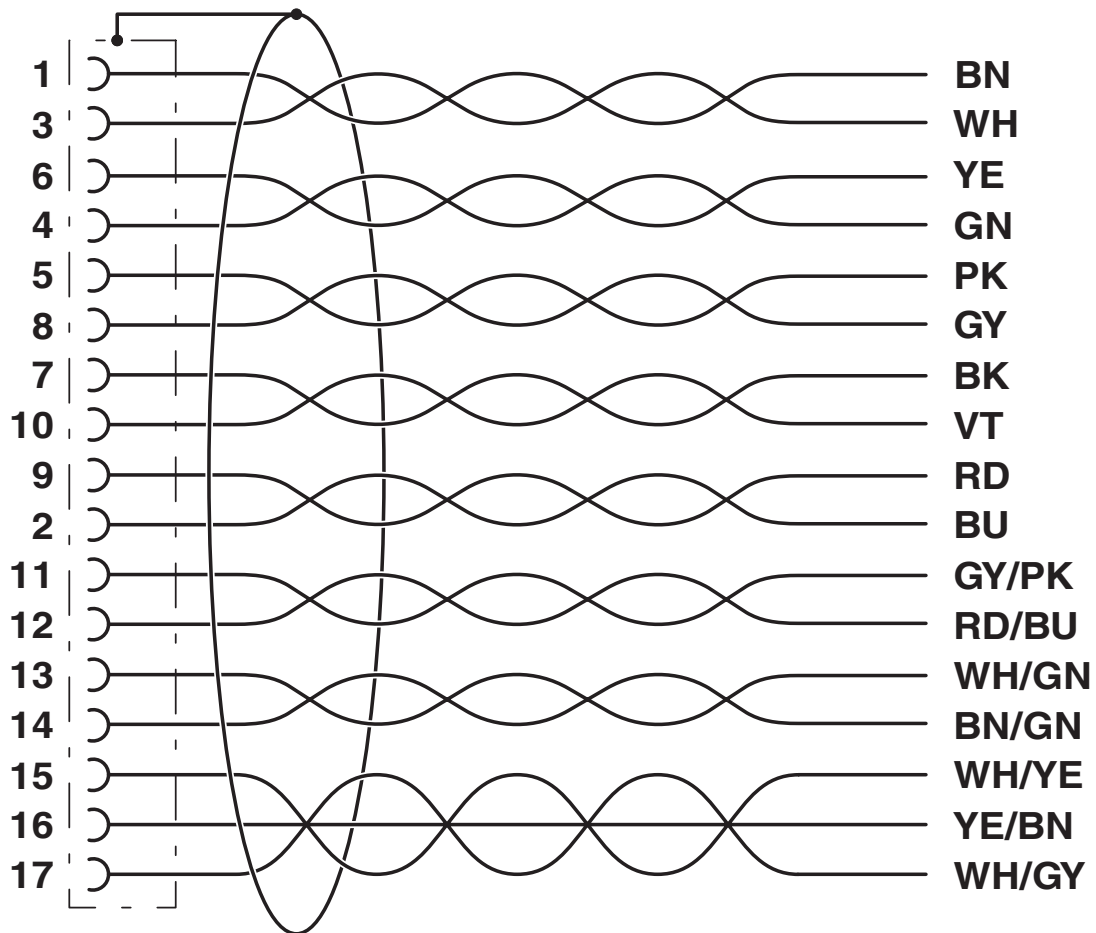 1 BN
3 WH
6 YE
4 GN
5 PK
8 GY
7 BK
10 VT
9 RD
2 BU
11 GY/PK
12 RD/BU
13 WH/GN
14 BN/GN
15 WH/YE
16 YE/BN
17 WH/GY